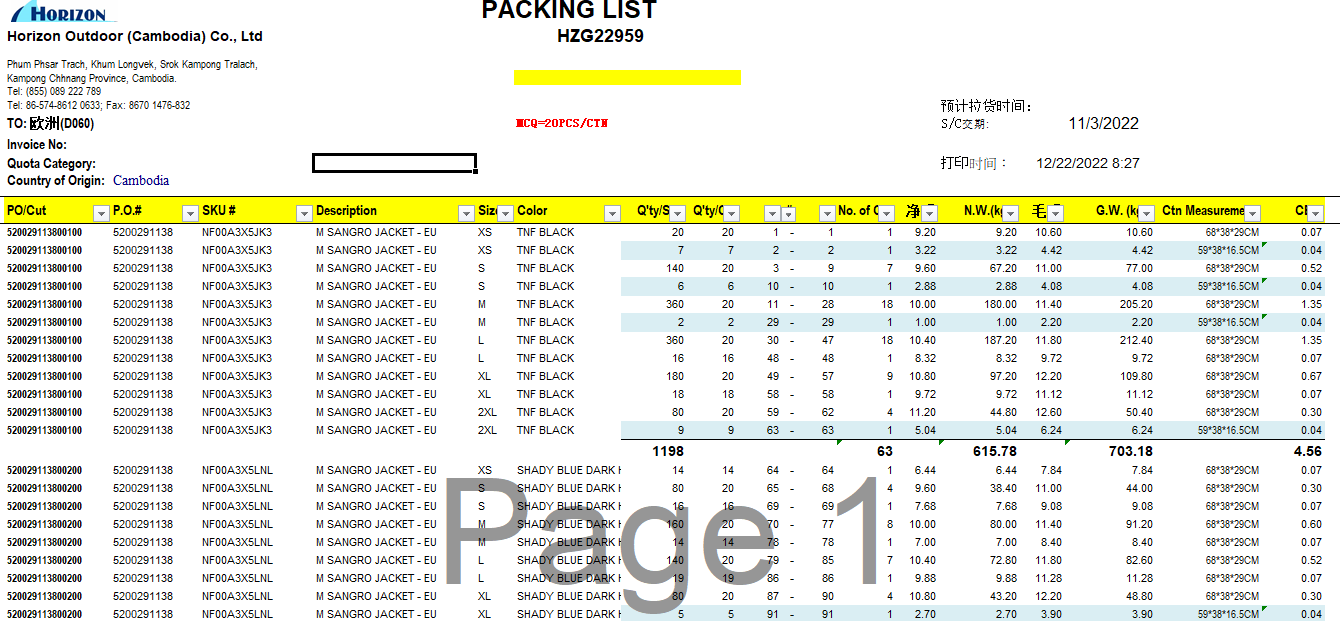 HORIZON
PACKING LIST
Horizon Outdoor (Cambodia) Co., Ltd
HZG22959
Phum Phsar Trach, Khum Longvek, Srok Kampong Tralach,
Kampong Chhnang Province, Cambodia.
Tel: (855) 089 222 789
Tel: 86-574-8612 0633; Fax: 8670 1476-832
预计拉货时间：
TO: 欧洲(D060)
MCQ=20PCS/CTN
S/C交期: 11/3/2022
Invoice No:
Quota Category:
打印时间： 12/22/2022 8:27
Country of Origin: Cambodia
PO/Cut P.O.# SKU # Description Size Color Q'ty/S Q'ty/C No. of C 净 N.W.(kg 毛 G.W. (kg Ctn Measureme CB
520029113800100 5200291138 NF00A3X5JK3 M SANGRO JACKET - EU XS TNF BLACK 20 20 1 - 1 1 9.20 9.20 10.60 10.60 68*38*29CM 0.07
520029113800100 5200291138 NF00A3X5JK3 M SANGRO JACKET - EU XS TNF BLACK 7 7 2 - 2 1 3.22 3.22 4.42 4.42 59*38*16.5CM 0.04
520029113800100 5200291138 NF00A3X5JK3 M SANGRO JACKET - EU S TNF BLACK 140 20 3 - 9 7 9.60 67.20 11.00 77.00 68*38*29CM 0.52
520029113800100 5200291138 NF00A3X5JK3 M SANGRO JACKET - EU S TNF BLACK 6 6 10 - 10 1 2.88 2.88 4.08 4.08 59*38*16.5CM 0.04
520029113800100 5200291138 NF00A3X5JK3 M SANGRO JACKET - EU M TNF BLACK 360 20 11 - 28 18 10.00 180.00 11.40 205.20 68*38*29CM 1.35
520029113800100 5200291138 NF00A3X5JK3 M SANGRO JACKET - EU M TNF BLACK 2 2 29 - 29 1 1.00 1.00 2.20 2.20 59*38*16.5CM 0.04
520029113800100 5200291138 NF00A3X5JK3 M SANGRO JACKET - EU L TNF BLACK 360 20 30 - 47 18 10.40 187.20 11.80 212.40 68*38*29CM 1.35
520029113800100 5200291138 NF00A3X5JK3 M SANGRO JACKET - EU L TNF BLACK 16 16 48 - 48 1 8.32 8.32 9.72 9.72 68*38*29CM 0.07
520029113800100 5200291138 NF00A3X5JK3 M SANGRO JACKET - EU XL TNF BLACK 180 20 49 - 57 9 10.80 97.20 12.20 109.80 68*38*29CM 0.67
520029113800100 5200291138 NF00A3X5JK3 M SANGRO JACKET - EU XL TNF BLACK 18 18 58 - 58 1 9.72 9.72 11.12 11.12 68*38*29CM 0.07
520029113800100 5200291138 NF00A3X5JK3 M SANGRO JACKET - EU 2XL TNF BLACK 80 20 59 - 62 4 11.20 44.80 12.60 50.40 68*38*29CM 0.30
520029113800100 5200291138 NF00A3X5JK3 M SANGRO JACKET - EU 2XL TNF BLACK 9 9 63 - 63 1 5.04 5.04 6.24 6.24 59*38*16.5CM 0.04
1198 63 615.78 703.18 4.56
520029113800200 5200291138 NF00A3X5LNL M SANGRO JACKET - EU XS SHADY BLUE DARK H 14 14 64 - 64 1 6.44 6.44 7.84 7.84 68*38*29CM 0.07
520029113800200 5200291138 NF00A3X5LNL M SANGRO JACKET - EU S SHADY BLUE DARK H 80 20 65 - 68 4 9.60 38.40 11.00 44.00 68*38*29CM 0.30
520029113800200 5200291138 NF00A3X5LNL M SANGRO JACKET - EU S SHADY BLUE DARK H 16 16 69 - 69 1 7.68 7.68 9.08 9.08 68*38*29CM 0.07
520029113800200 5200291138 NF00A3X5LNL M SANGRO JACKET - EU M SHADY BLUE DARK H 160 20 70 - 77 8 10.00 80.00 11.40 91.20 68*38*29CM 0.60
520029113800200 5200291138 NF00A3X5LNL M SANGRO JACKET - EU M SHADY BLUE DARK H 14 14 78 - 78 1 7.00 7.00 8.40 8.40 68*38*29CM 0.07
520029113800200 5200291138 NF00A3X5LNL M SANGRO JACKET - EU L SHADY BLUE DARK H 140 20 79 - 85 7 10.40 72.80 11.80 82.60 68*38*29CM 0.52
520029113800200 5200291138 NF00A3X5LNL M SANGRO JACKET - EU L SHADY BLUE DARK H 19 19 86 - 86 1 9.88 9.88 11.28 11.28 68*38*29CM 0.07
520029113800200 5200291138 NF00A3X5LNL M SANGRO JACKET - EU XL SHADY BLUE DARK H 80 20 87 - 90 4 10.80 43.20 12.20 48.80 68*38*29CM 0.30
520029113800200 5200291138 NF00A3X5LNL M SANGRO JACKET - EU XL SHADY BLUE DARK H 5 5 91 - 91 1 2.70 2.70 3.90 3.90 59*38*16.5CM 0.04
Page 1